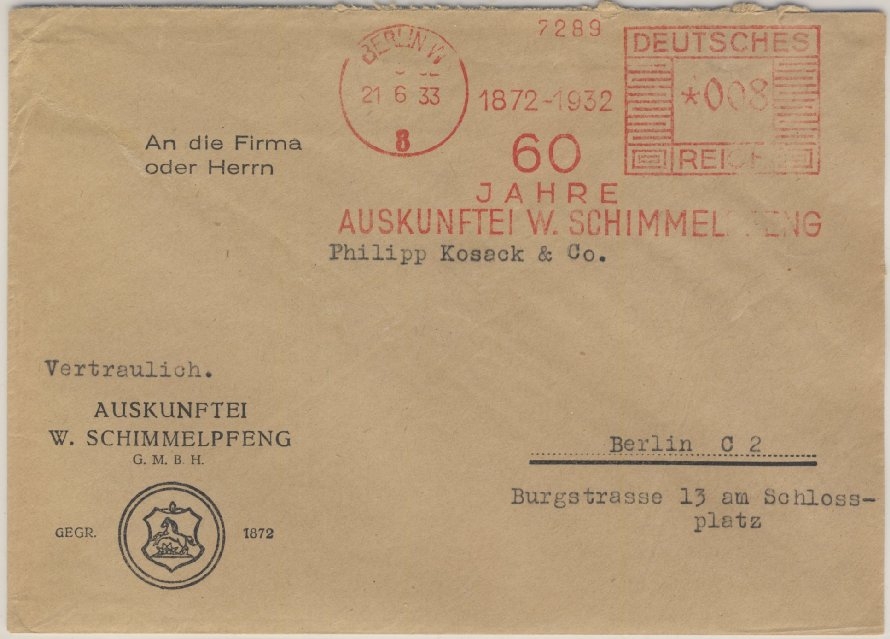 7289
BERLIN W
21 6 33
8
1872-1932
60
JAHRE
AUSKUNFTEI W. SCHIMMELPFENG
DEUTSCHES
*008
REICH
An die Firma
oder Herrn
Philipp Kosack & Co.
Vertraulich.
AUSKUNFTEI
W. SCHIMMELPFENG
G. M. B. H.
GEGR. 1872
Berlin C 2
Burgstrasse 13 am Schloss-
platz